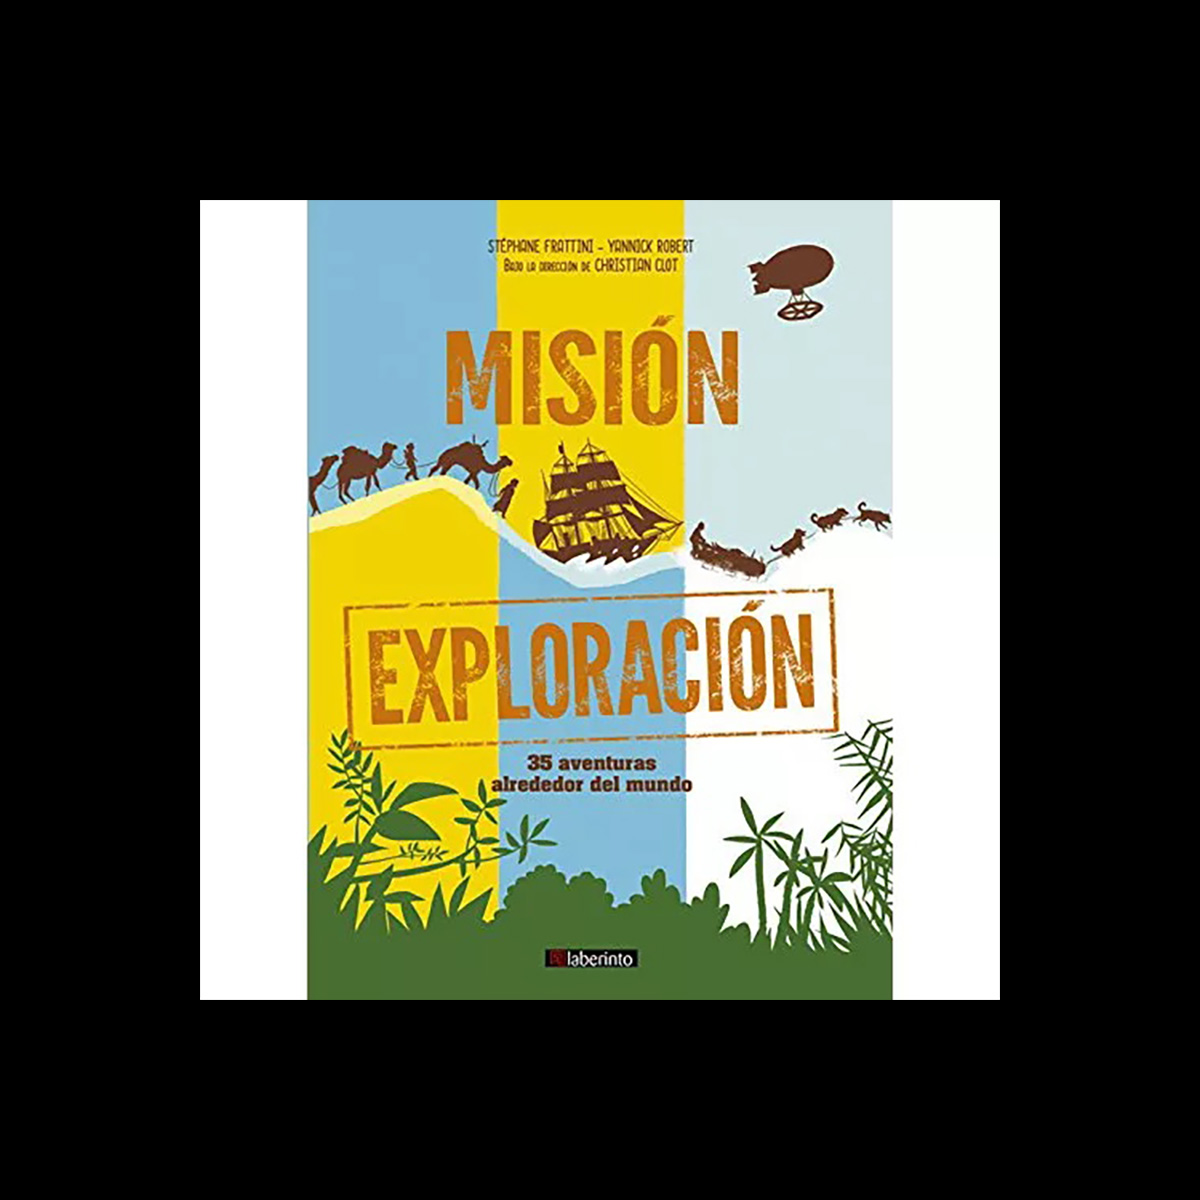 STÉPHANE FRATTINI - YANNICK ROBERT
BAJO LA DIRECCIÓN DE CHRISTIAN CLOT
MISIÓN
EXPLORACIÓN
35 aventuras
alrededor del mundo
laberinto